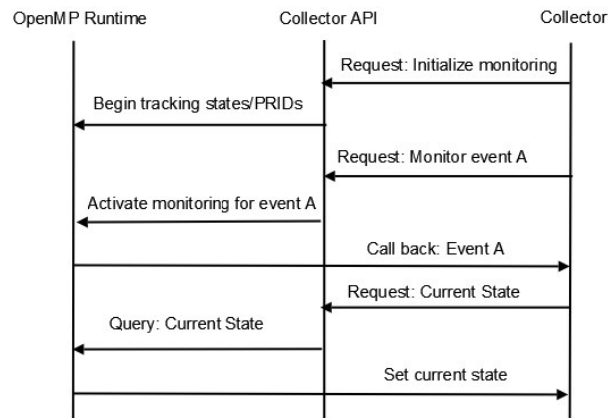 OpenMP Runtime
Collector API
Collector
Request: Initialize monitoring
Begin tracking states/PRIDs
Request: Monitor event A
Activate monitoring for event A
Call back: Event A
Request: Current State
Query: Current State
Set current state